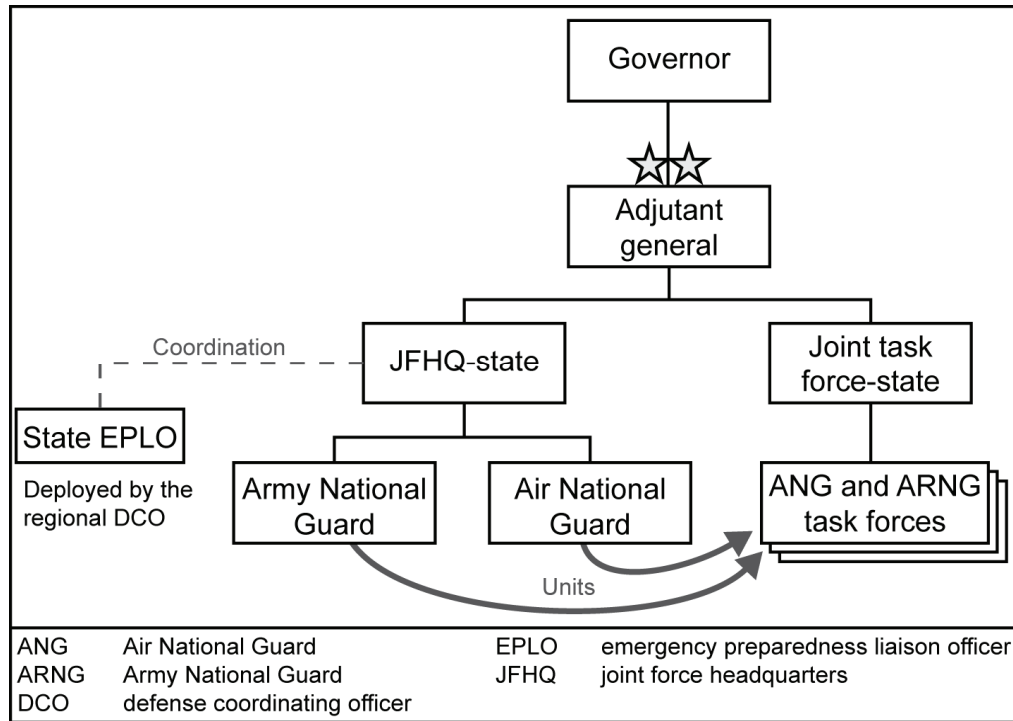 Governor
Adjutant
general
Coordination
JFHQ-state
Joint task
force-state
State EPLO
Deployed by the
regional DCO
Army National
Guard
Air National
Guard
ANG and ARNG
task forces
Units
ANG Air National Guard
ARNG Army National Guard
DCO defense coordinating officer
EPLO emergency preparedness liaison officer
JFHQ joint force headquarters